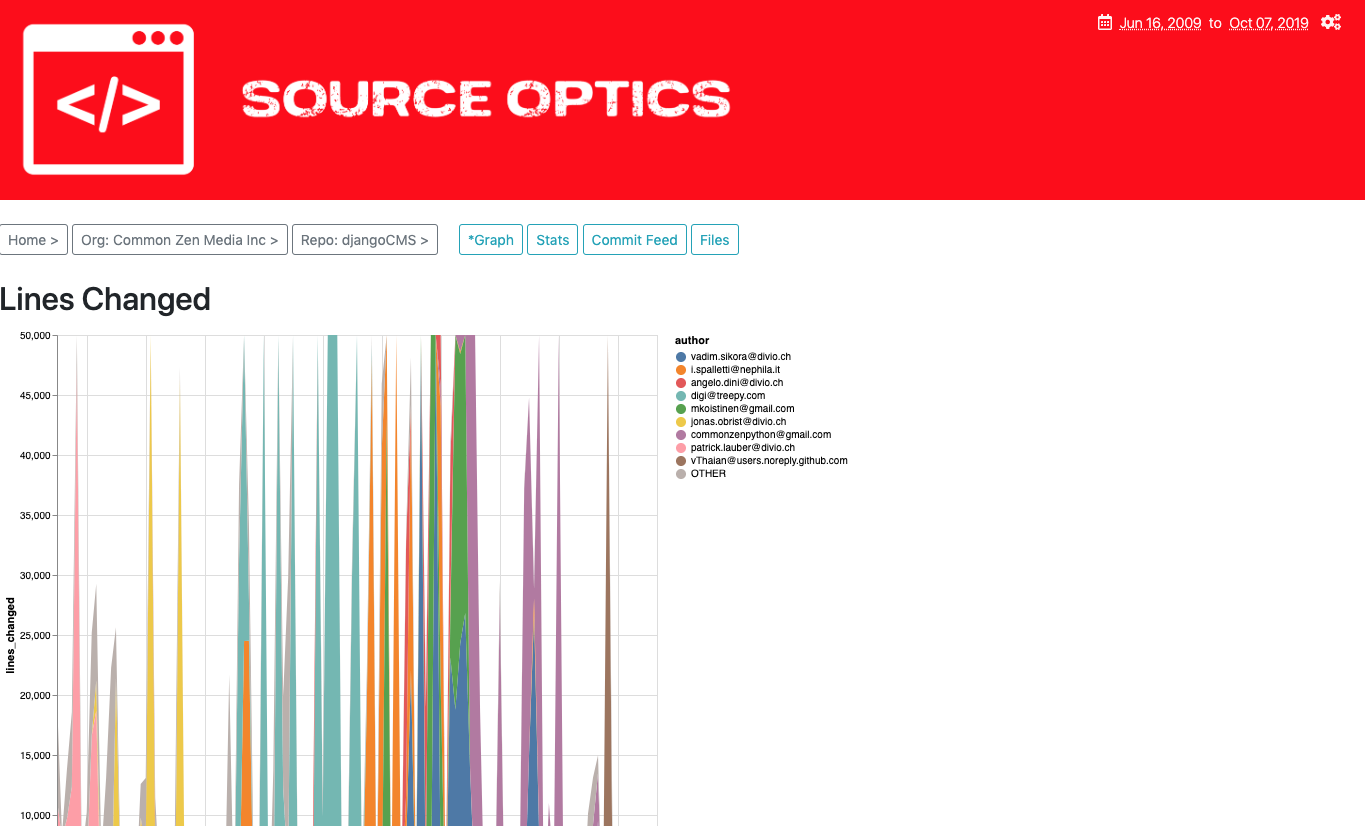 Jun 16, 2009 to Oct 07, 2019
</>
SOURCE OPTICS
Home > Org: Common Zen Media Inc > Repo: djangoCMS > *Graph Stats Commit Feed Files
Lines Changed
50,000
45,000
40,000
35,000
30,000
25,000
20,000
15,000
10,000
lines_changed
author
vadim.sikora@divio.ch
i.spalletti@nephila.it
angelo.dini@divio.ch
digi@treepy.com
mkoistinen@gmail.com
jonas.obrist@divio.ch
commonzenpython@gmail.com
patrick.lauber@divio.ch
vThaian@users.noreply.github.com
OTHER